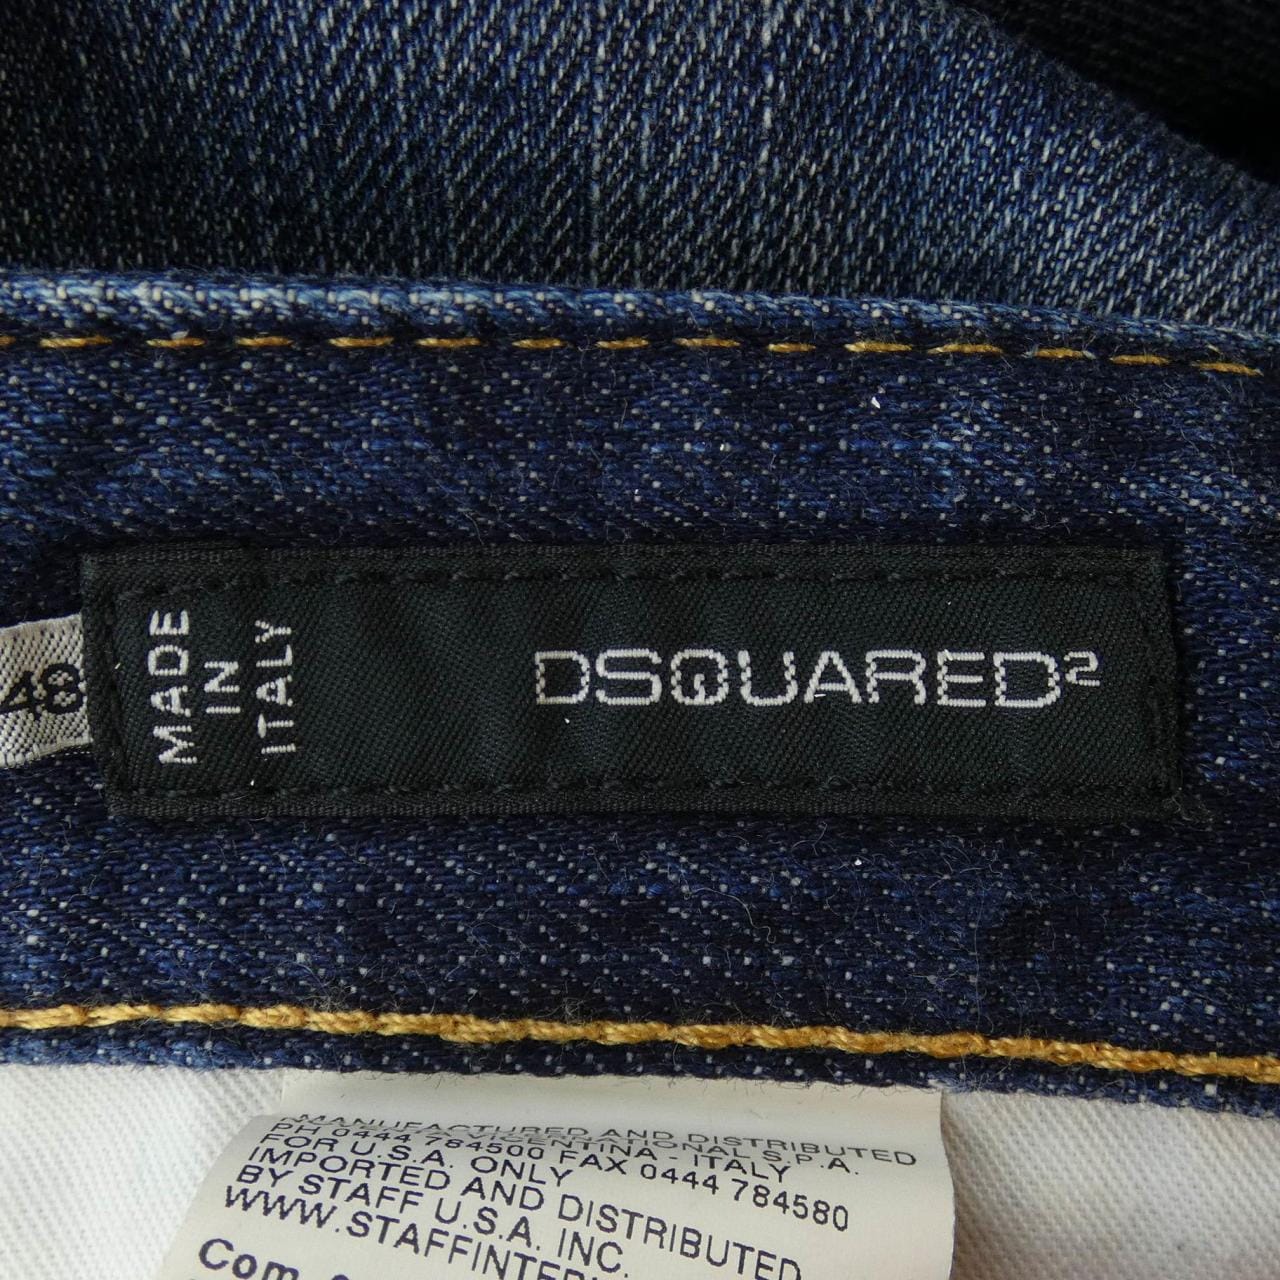 48
MADE
IN
ITALY
DSQUARED2
MANUFACTURED AND DISTRIBUTED
S.P.A.
- ITALY
PH 0444 784500 FAX 0444 784580
FOR U.S.A. ONLY
IMPORTED AND DISTRIBUTED
BY STAFF U.S.A. INC.
WWW.STAFFINTER